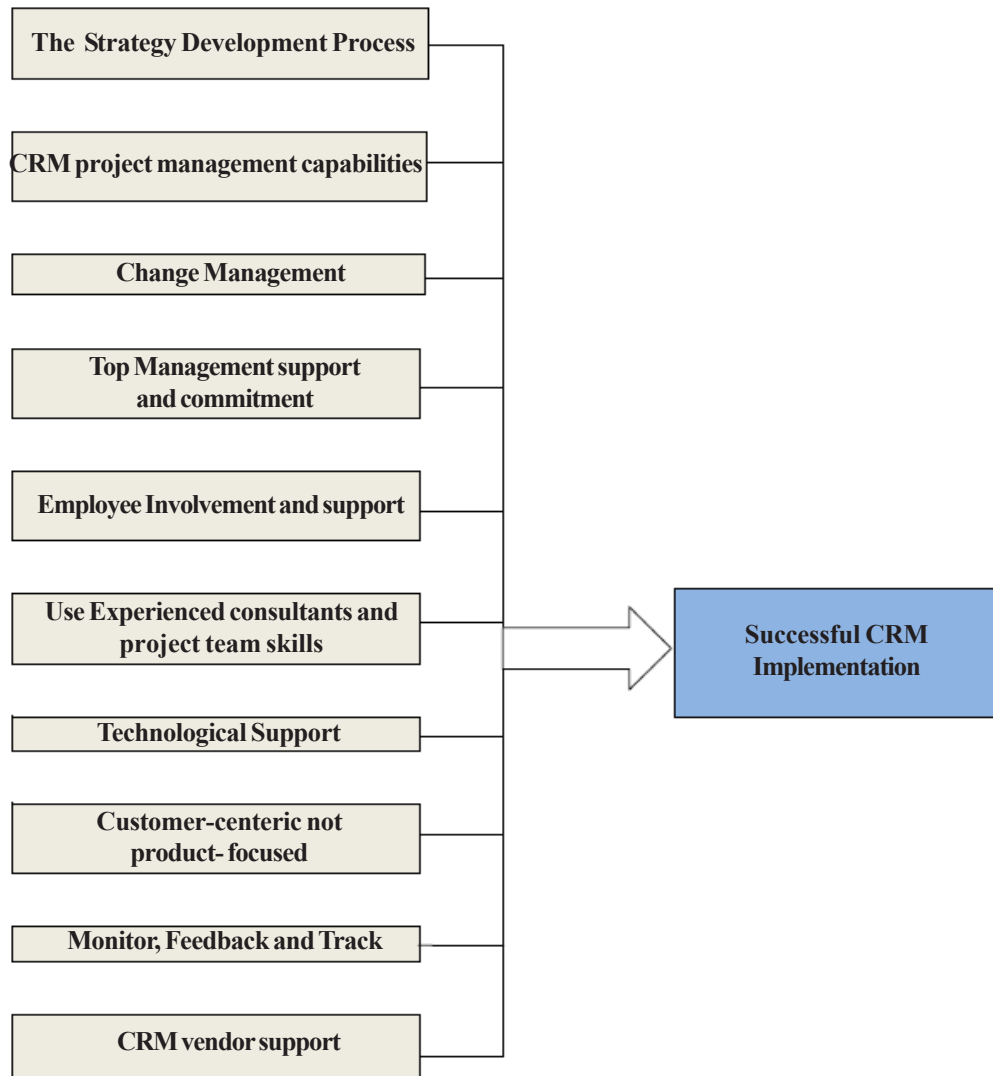 The Strategy Development Process
CRM project management capabilities
Change Management
Top Management support
and commitment
Employee Involvement and support
Use Experienced consultants and
project team skills
Technological Support
Customer-centeric not
product- focused
Monitor, Feedback and Track
CRM vendor support
Successful CRM
Implementation